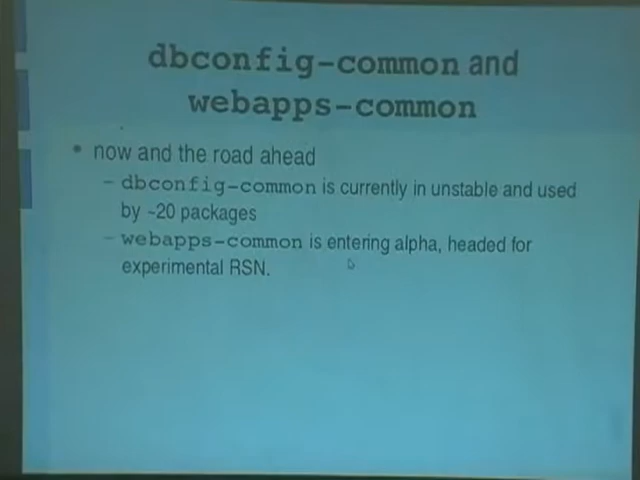 dbconfig-common and
webapps-common
• now and the road ahead
– dbconfig-common is currently in unstable and used
by ~20 packages
– webapps-common is entering alpha, headed for
experimental RSN.